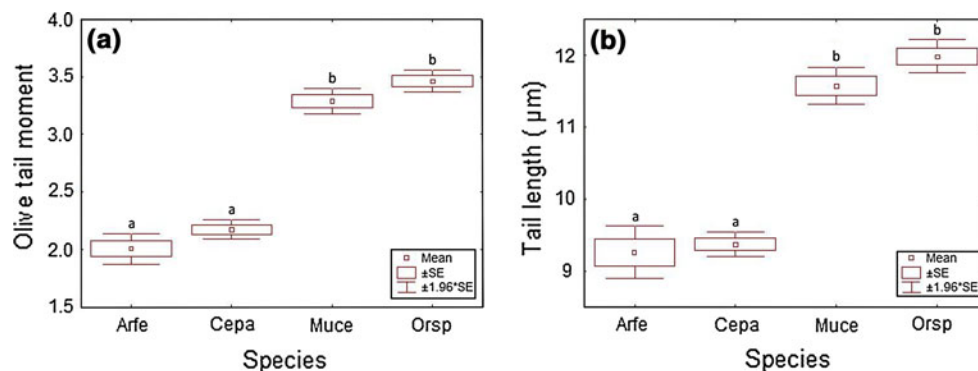 (a)
Olive tail moment
4.0
3.5
3.0
2.5
2.0
1.5
a
a
b
b
Mean
±SE
±1.96*SE
Arfe Cepa Muce Orsp
Species
(b)
Tail length ( µm)
12
11
10
9
a
a
b
b
Mean
±SE
±1.96*SE
Arfe Cepa Muce Orsp
Species